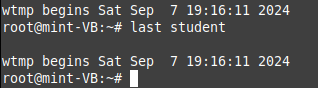 wtmp begins Sat Sep  7 19:16:11 2024
root@mint-VB:~# last student

wtmp begins Sat Sep  7 19:16:11 2024
root@mint-VB:~#